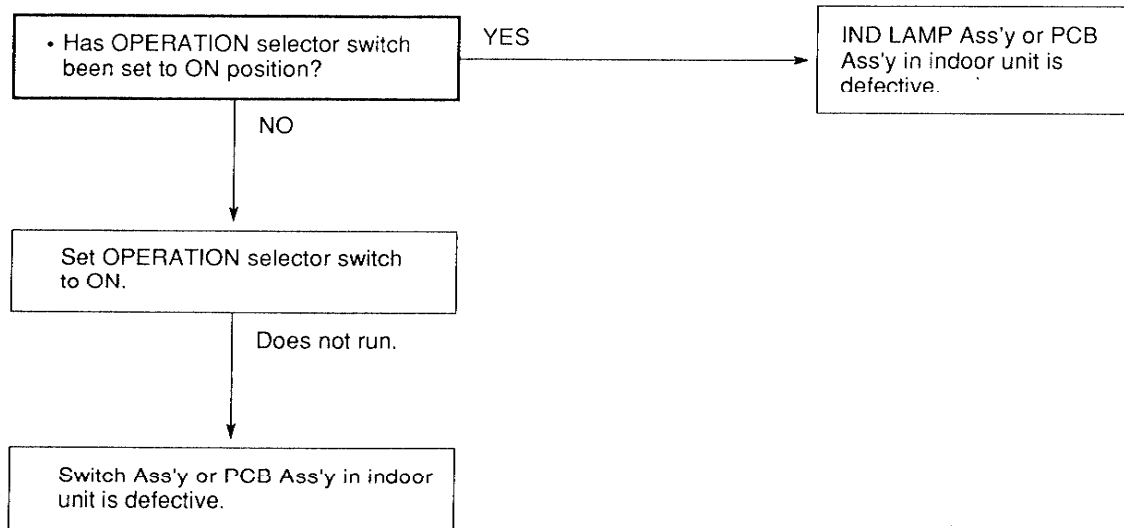 • Has OPERATION selector switch
been set to ON position?
YES
IND LAMP Ass'y or PCB
Ass'y in indoor unit is
defective.
NO
Set OPERATION selector switch
to ON.
Does not run.
Switch Ass'y or PCB Ass'y in indoor
unit is defective.